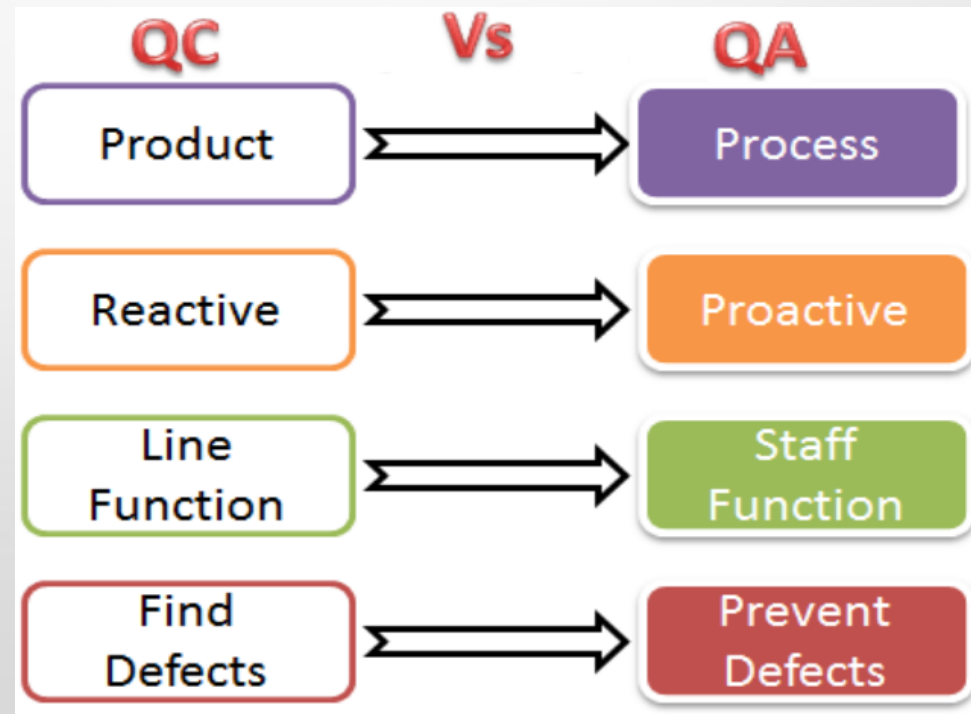 QC Vs QA
Product Process
Reactive Proactive
Line Staff
Function Function
Find Prevent
Defects Defects